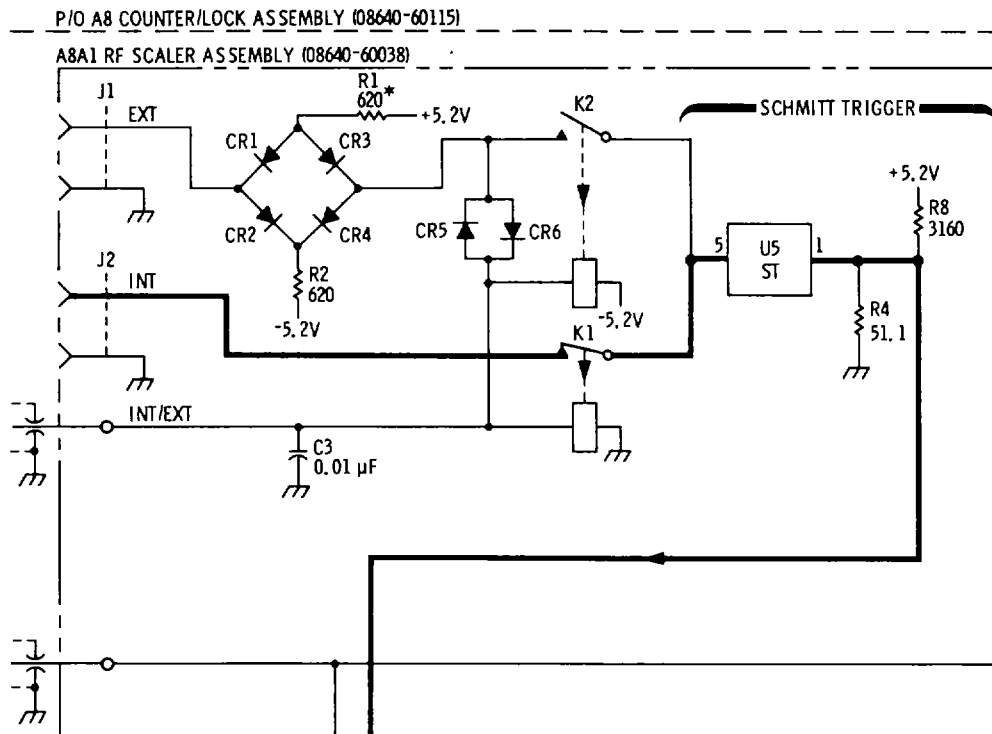 P/O A8 COUNTER/LOCK ASSEMBLY (08640-60115)
A8A1 RF SCALER ASSEMBLY (08640-60038)
J1
EXT
R1
620*
+5.2V
CR1
CR3
CR2
CR4
R2
620
-5.2V
K2
SCHMITT TRIGGER
CR5
CR6
-5.2V
5
U5
ST
1
+5.2V
R8
3160
R4
51.1
J2
INT
K1
INT/EXT
C3
0.01 µF